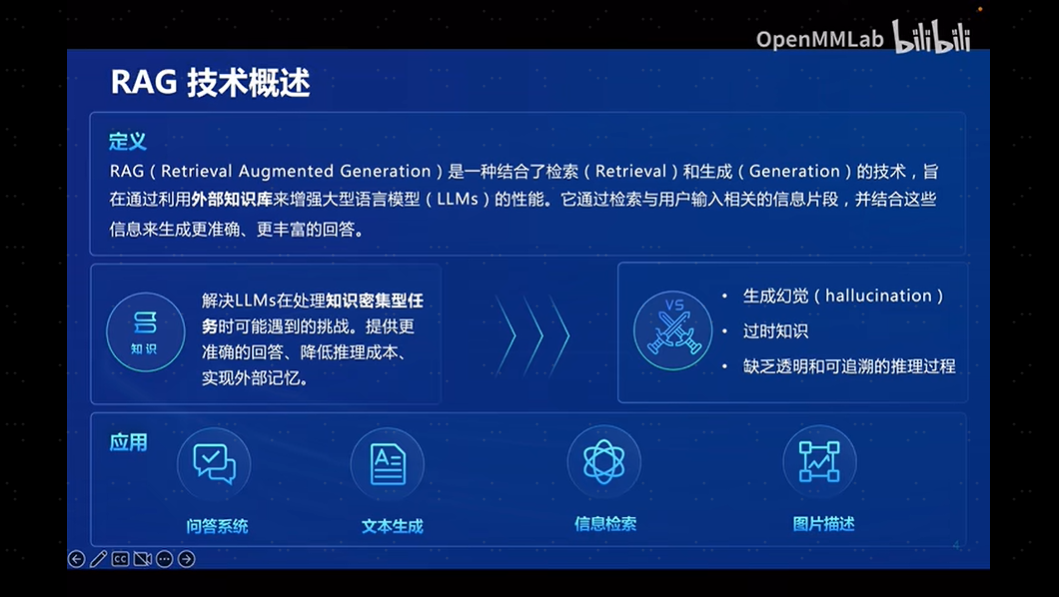 OpenMMLab bilibili
RAG 技术概述
定义
RAG（Retrieval Augmented Generation）是一种结合了检索（Retrieval）和生成（Generation）的技术，旨
在通过利用外部知识库来增强大型语言模型（LLMs）的性能。它通过检索与用户输入相关的信息片段，并结合这些
信息来生成更准确、更丰富的回答。
知识
解决LLMs在处理知识密集型任
务时可能遇到的挑战。提供更
准确的回答、降低推理成本、
实现外部记忆。
VS
• 生成幻觉（hallucination）
• 过时知识
• 缺乏透明和可追溯的推理过程
应用
A
问答系统
文本生成
信息检索
图片描述
4
CC